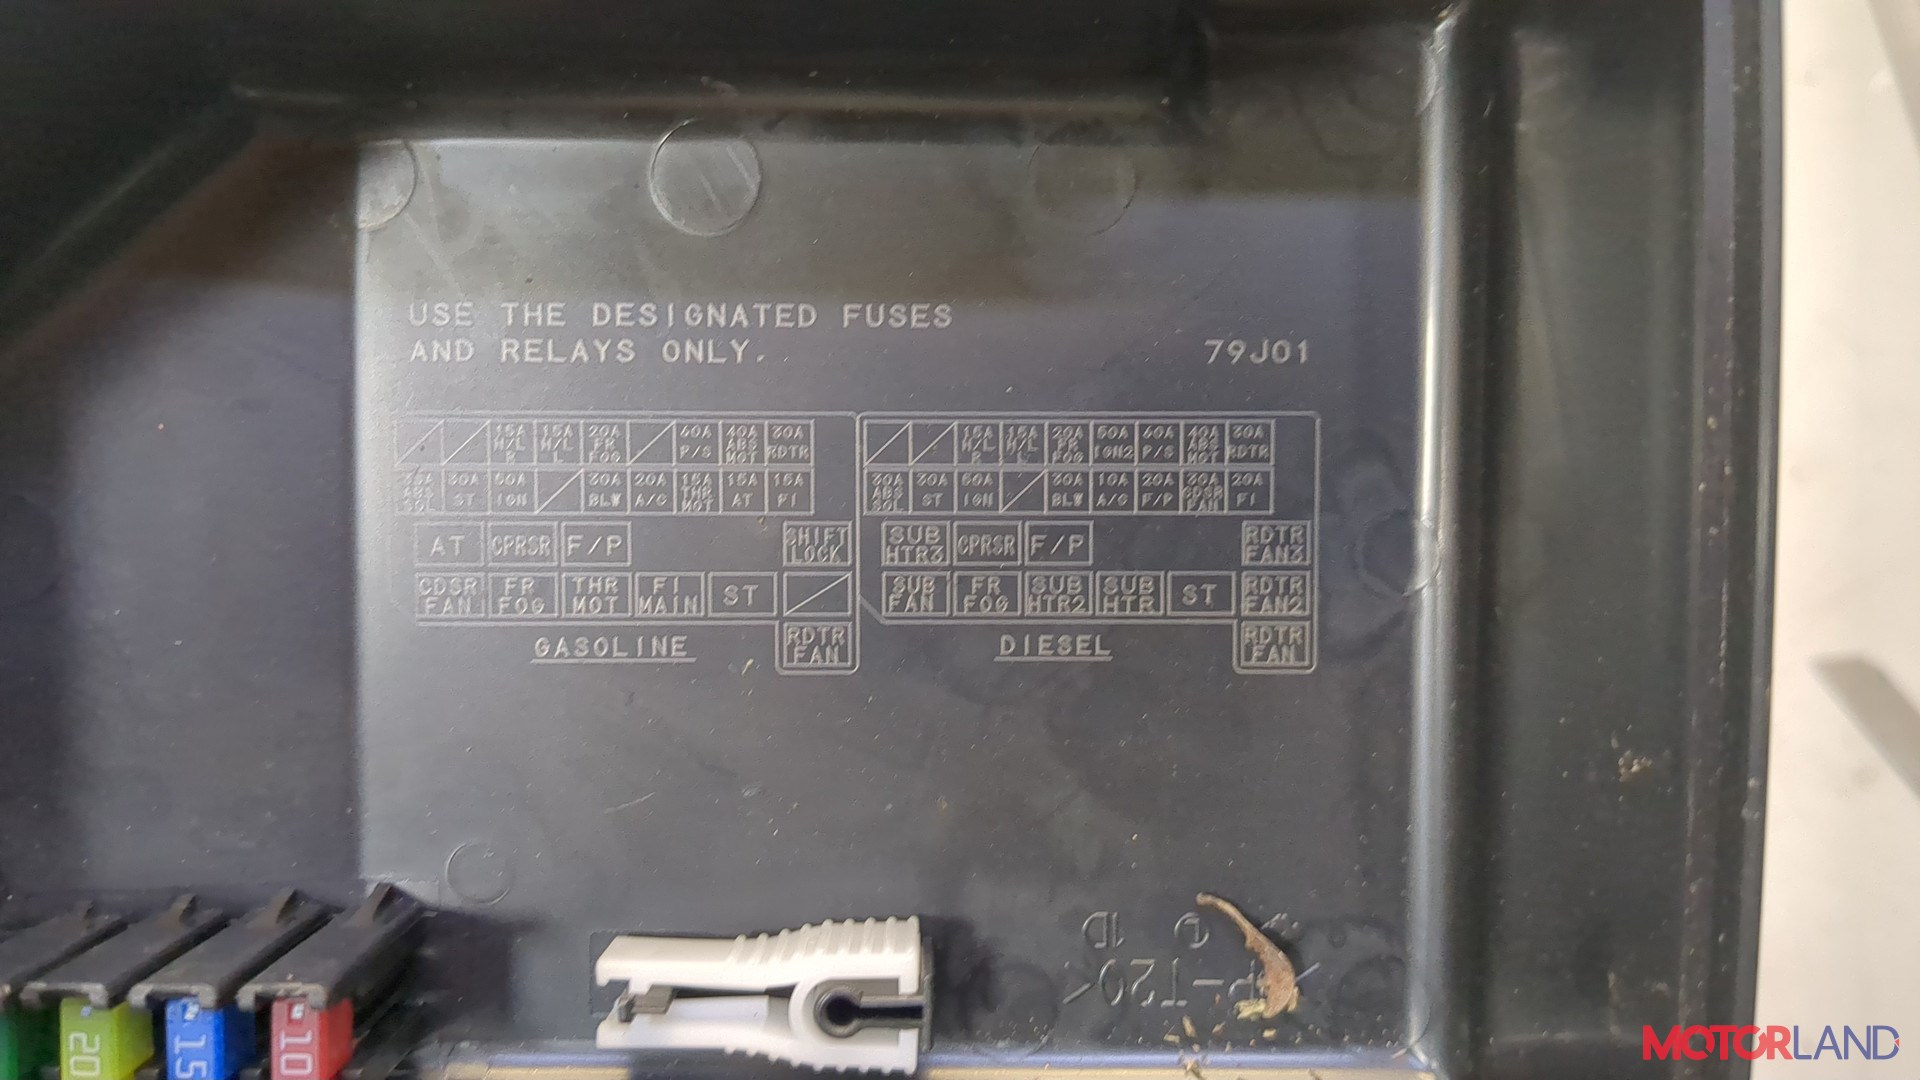 USE THE DESIGNATED FUSES
AND RELAYS ONLY.
79J01
15A H/L R 15A H/L L 20A FR FOG 60A P/S 40A ABS MOT 30A RDTR
30A ABS SOL 30A ST 50A IGN 30A BLW 20A A/C 15A THR MOT 15A AT 15A FI
AT CPRSR F/P SHIFT LOCK
CDSR FAN FR FOG THR MOT FI MAIN ST
RDTR FAN
GASOLINE
15A H/L R 15A H/L L 20A FR FOG 50A IGN2 60A P/S 40A ABS MOT 30A RDTR
30A ABS SOL 30A ST 50A IGN 30A BLW 10A A/C 20A F/P 30A CDSR FAN 20A FI
SUB HTR3 CPRSR F/P RDTR FAN3
SUB FAN FR FOG SUB HTR2 SUB HTR ST RDTR FAN2
RDTR FAN
DIESEL
20
15
10
MOTORLAND